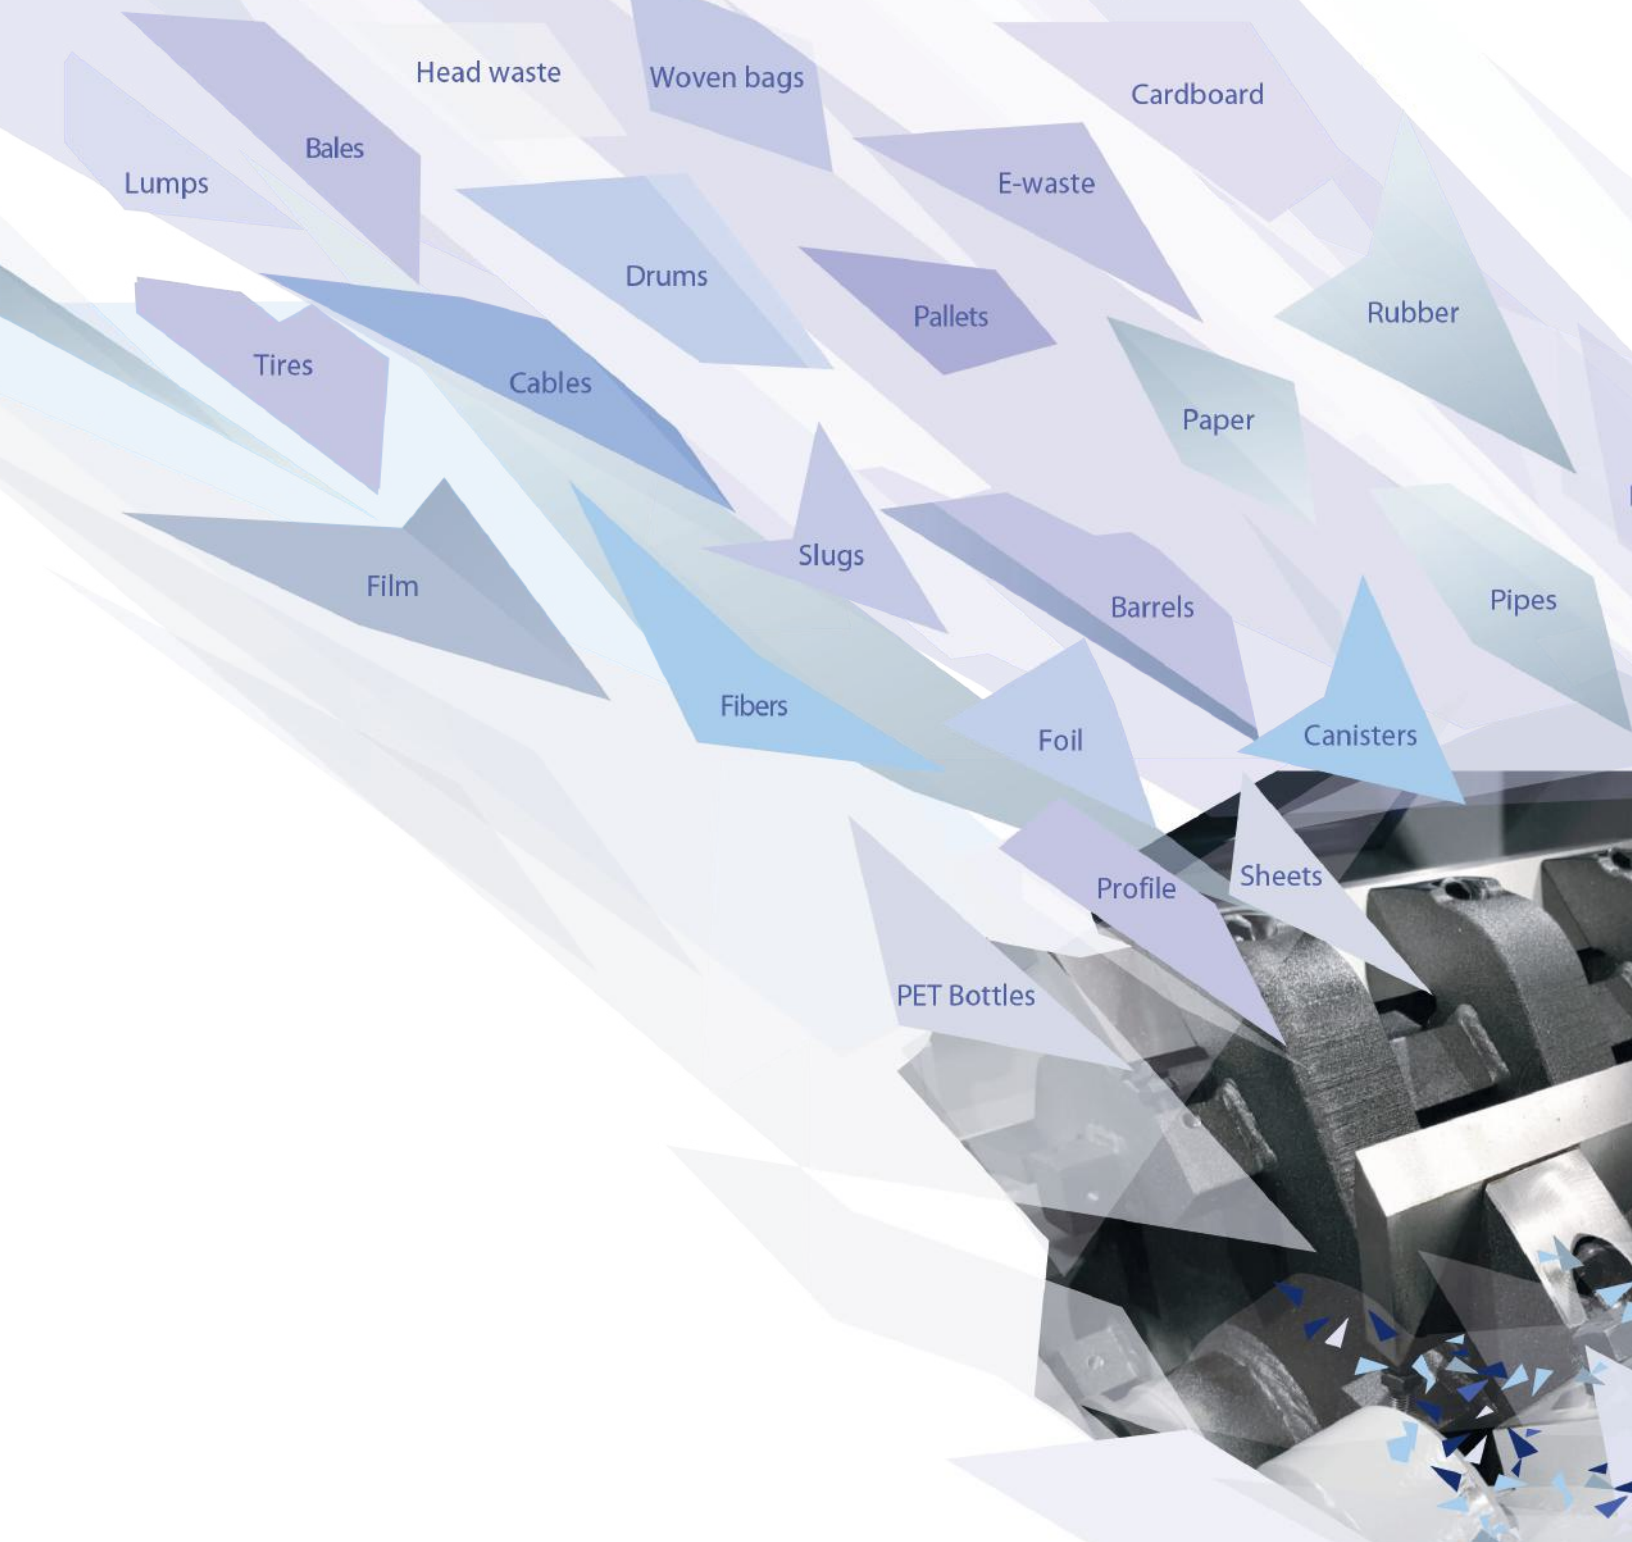 Head waste
Woven bags
Cardboard
Bales
Lumps
E-waste
Drums
Pallets
Rubber
Tires
Cables
Paper
Slugs
Film
Barrels
Pipes
Fibers
Foil
Canisters
Profile
Sheets
PET Bottles